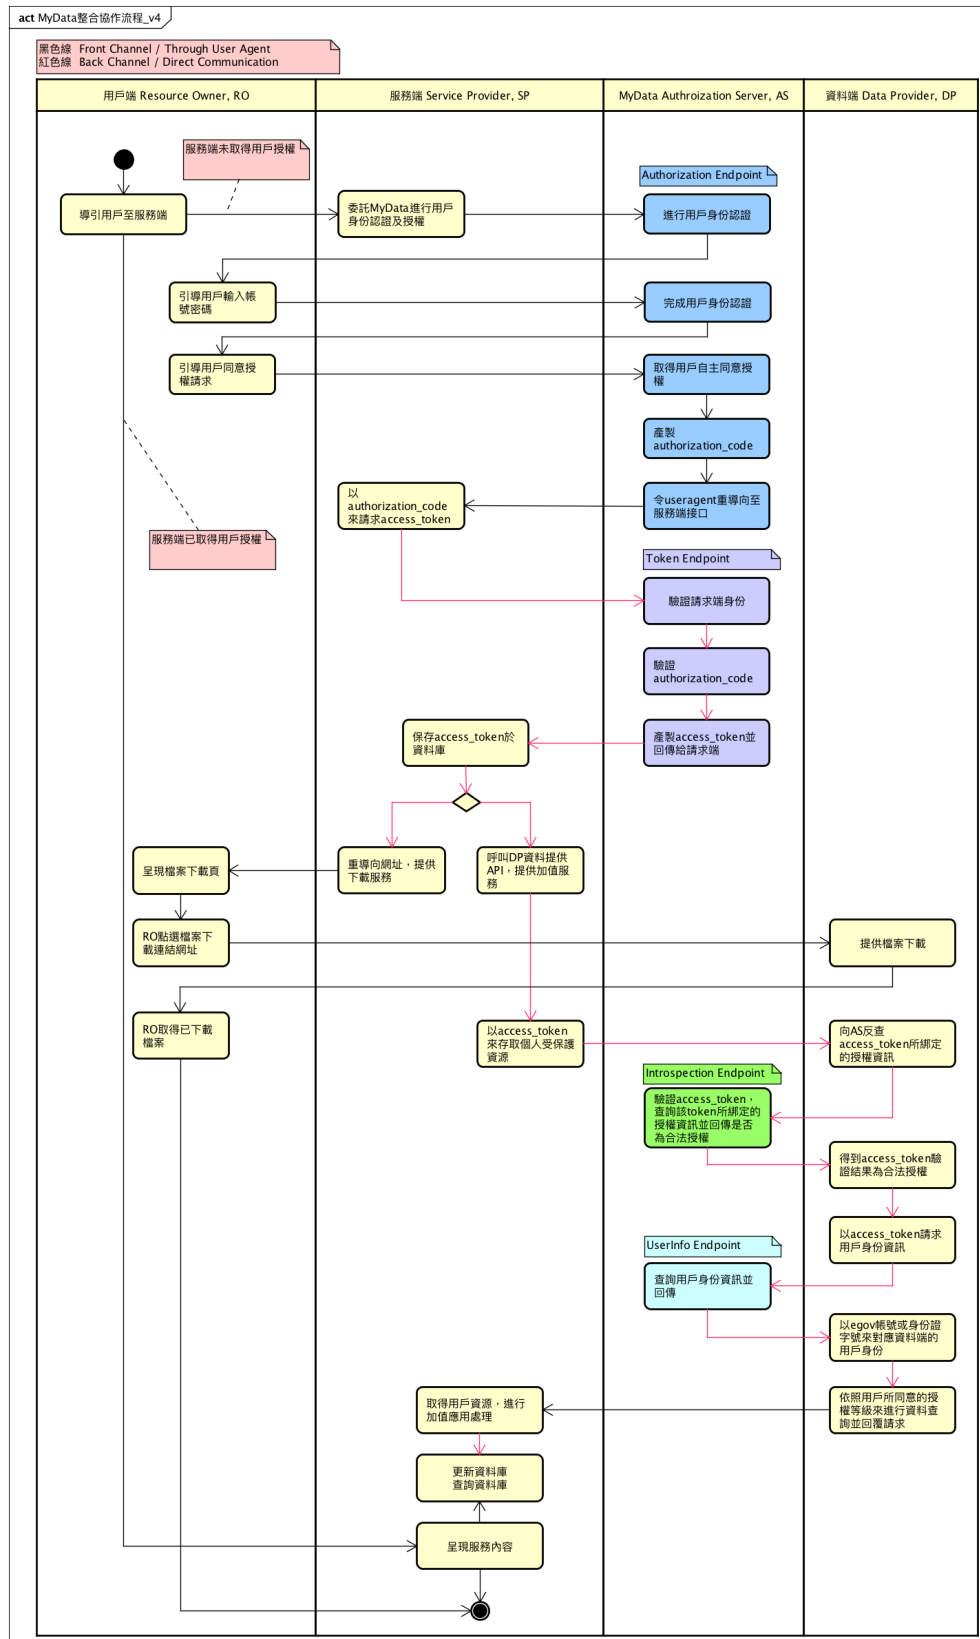 act MyData整合協作流程_v4
黑色線 Front Channel / Through User Agent
紅色線 Back Channel / Direct Communication
用戶端 Resource Owner, RO
服務端 Service Provider, SP
MyData Authroization Server, AS
資料端 Data Provider, DP
服務端未取得用戶授權
Authorization Endpoint
導引用戶至服務端
委託MyData進行用戶
身份認證及授權
進行用戶身份認證
引導用戶輸入帳
號密碼
完成用戶身份認證
引導用戶同意授
權請求
取得用戶自主同意授
權
產製
authorization_code
以
authorization_code
來請求access_token
令useragent重導向至
服務端接口
服務端已取得用戶授權
Token Endpoint
驗證請求端身份
驗證
authorization_code
保存access_token於
資料庫
產製access_token並
回傳給請求端
呈現檔案下載頁
重導向網址，提供
下載服務
呼叫DP資料提供
API，提供加值服
務
RO點選檔案下
載連結網址
提供檔案下載
RO取得已下載
檔案
以access_token
來存取個人受保護
資源
向AS反查
access_token所綁定
的授權資訊
Introspection Endpoint
驗證access_token，
查詢該token所綁定的
授權資訊並回傳是否
為合法授權
得到access_token驗
證結果為合法授權
以access_token請求
用戶身份資訊
UserInfo Endpoint
查詢用戶身份資訊並
回傳
以egov帳號或身份證
字號來對應資料端的
用戶身份
取得用戶資源，進行
加值應用處理
依照用戶所同意的授
權等級來進行資料查
詢並回覆請求
更新資料庫
查詢資料庫
呈現服務內容